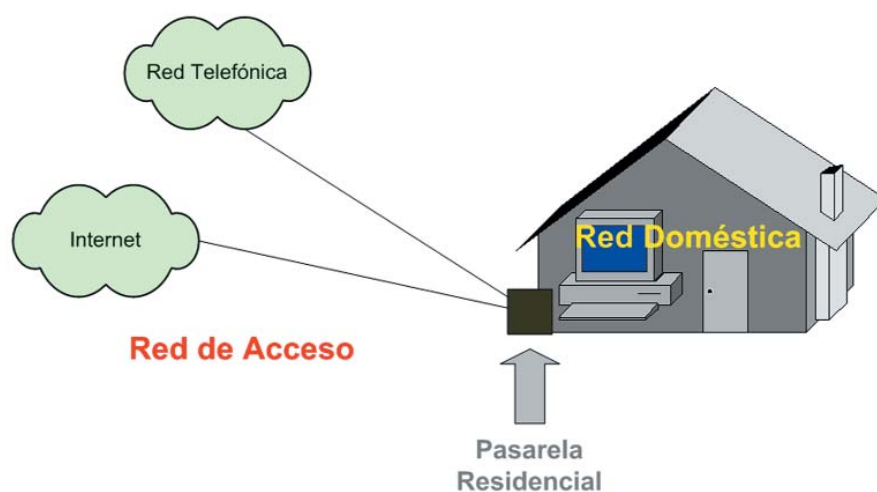 Red Telefónica
Internet
Red Doméstica
Red de Acceso
Pasarela
Residencial